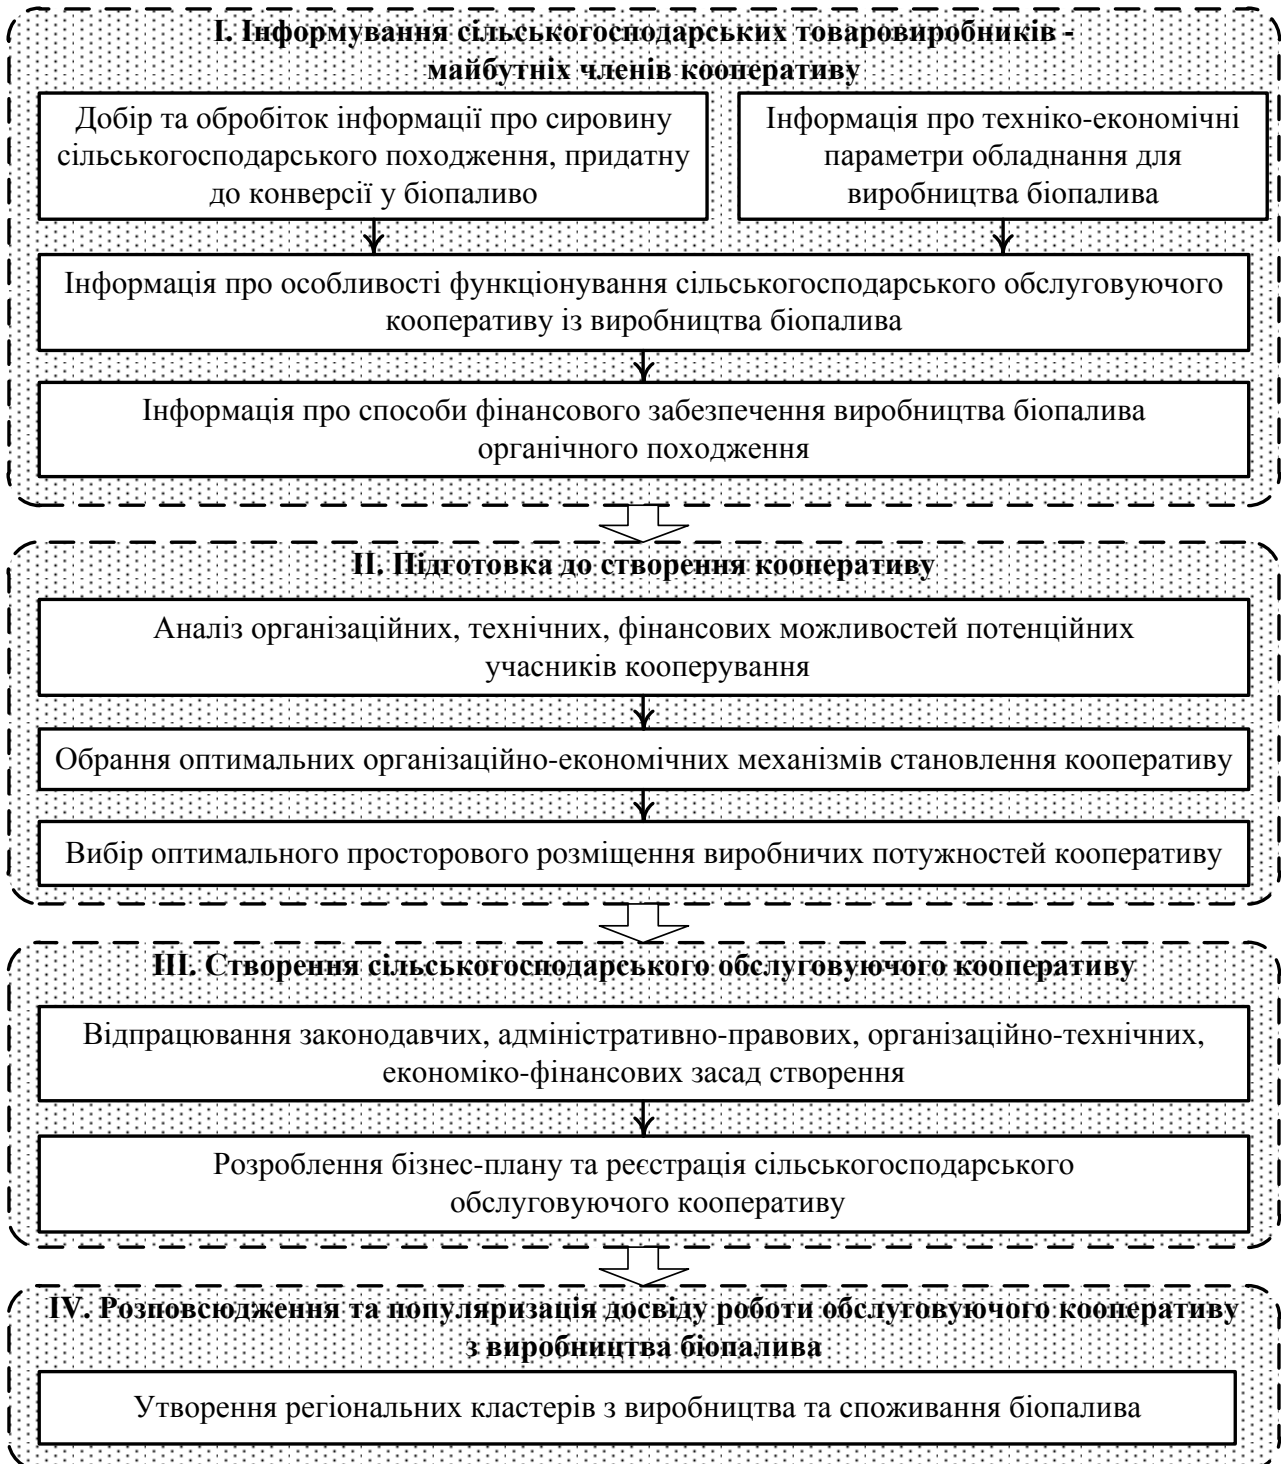 I. Інформування сільськогосподарських товаровиробників -
майбутніх членів кооперативу
Добір та обробіток інформації про сировину
сільськогосподарського походження, придатну
до конверсії у біопаливо
Інформація про техніко-економічні
параметри обладнання для
виробництва біопалива
Інформація про особливості функціонування сільськогосподарського обслуговуючого
кооперативу із виробництва біопалива
Інформація про способи фінансового забезпечення виробництва біопалива
органічного походження
II. Підготовка до створення кооперативу
Аналіз організаційних, технічних, фінансових можливостей потенційних
учасників кооперування
Обрання оптимальних організаційно-економічних механізмів становлення кооперативу
Вибір оптимального просторового розміщення виробничих потужностей кооперативу
III. Створення сільськогосподарського обслуговуючого кооперативу
Відпрацювання законодавчих, адміністративно-правових, організаційно-технічних,
економіко-фінансових засад створення
Розроблення бізнес-плану та реєстрація сільськогосподарського
обслуговуючого кооперативу
IV. Розповсюдження та популяризація досвіду роботи обслуговуючого кооперативу
з виробництва біопалива
Утворення регіональних кластерів з виробництва та споживання біопалива